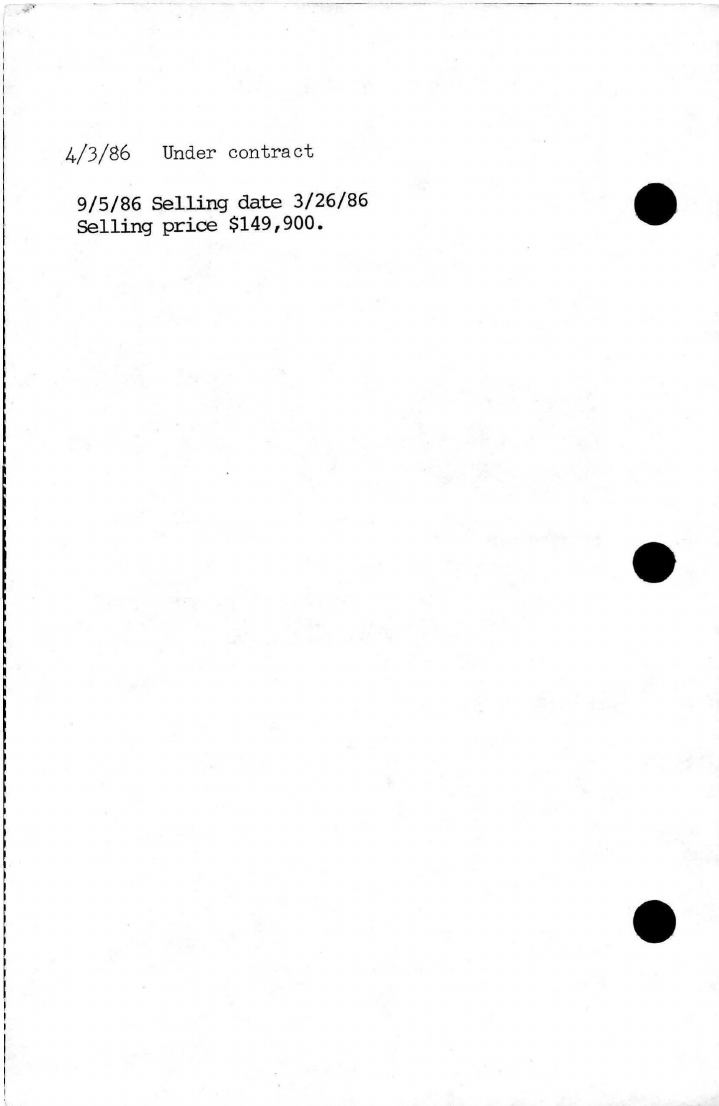 4/3/86 Under contract
9/5/86 Selling date 3/26/86
Selling price $149,900.